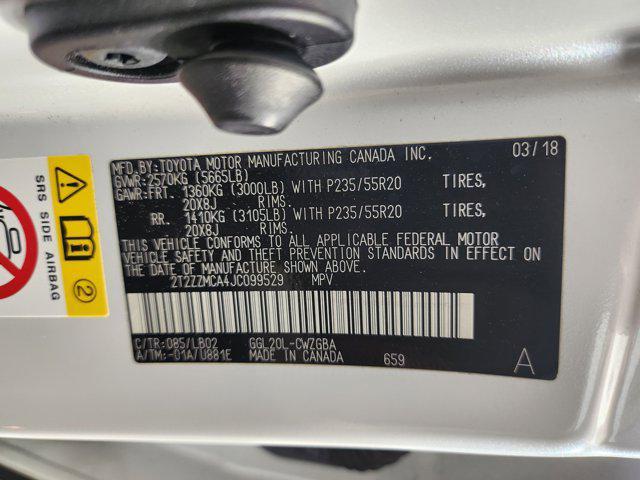 MFD.BY:TOYOTA MOTOR MANUFACTURING CANADA INC. 03/18
GVWR:2570KG (5665LB)
GAWR:FRT. 1360KG (3000LB) WITH P235/55R20 TIRES,
20X8J RIMS.
RR. 1410KG (3105LB) WITH P235/55R20 TIRES,
20X8J RIMS.
THIS VEHICLE CONFORMS TO ALL APPLICABLE FEDERAL MOTOR
VEHICLE SAFETY AND THEFT PREVENTION STANDARDS IN EFFECT ON
THE DATE OF MANUFACTURE SHOWN ABOVE.
2T2ZZMCA4JC099529 MPV
C/TR:085/LB02 GGL20L-CWZGBA
A/TM:-01A/U881E MADE IN CANADA 659 A
SRS SIDE AIRBAG
2